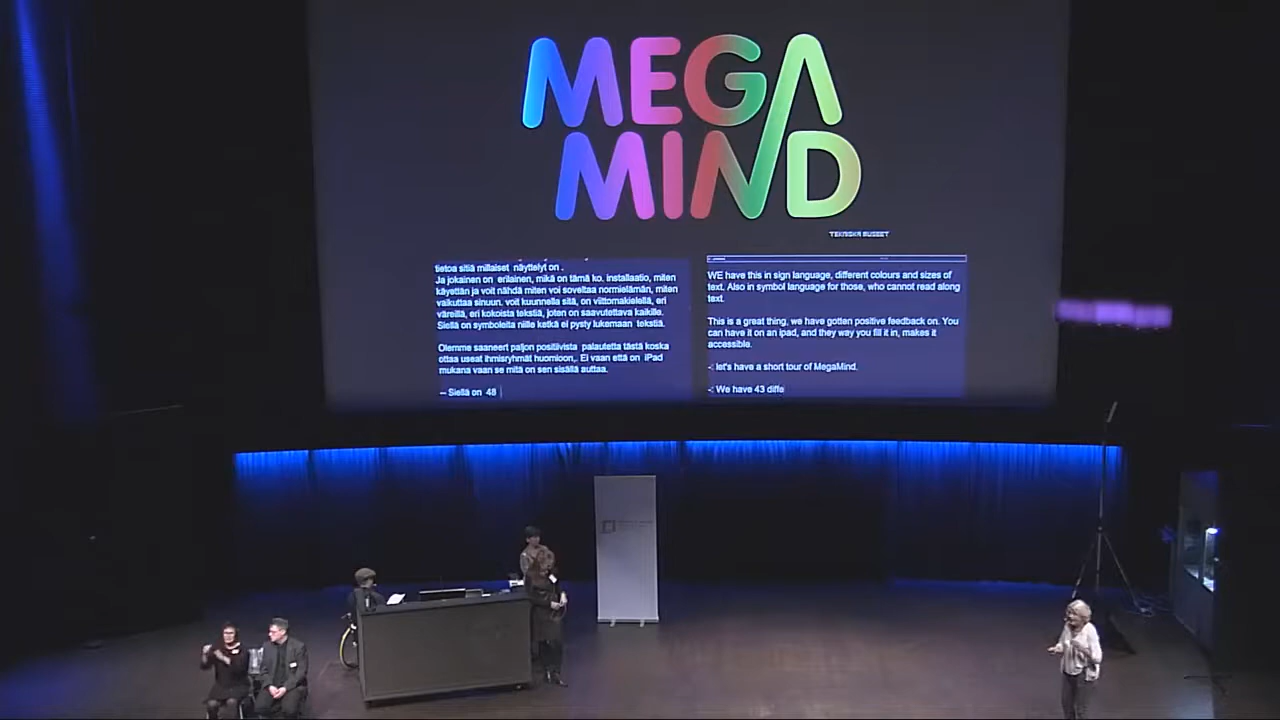 MEGA
MIND
TEKNIIKAN MUSEET
tietoa sitiä millaiset näyttelyt on .
Ja jokainen on erilainen, mikä on tämä ko. installaatio, miten
käyettän ja voit nähdä miten voi soveltaa normielämän, miten
vaikuttaa sinuun. voit kuunnella sitä, on viittomakielellä, eri
väreillä, eri kokoista tekstiä, joten on saavutettava kaikille.
Siellä on symboleita niille ketkä ei pysty lukemaan tekstiä.
Olemme saaneert paljon positiivista palautetta tästä koska
ottaa useat ihmisryhmät huomioon,. Ei vaan että on iPad
mukana vaan se mitä on sen sisällä auttaa.
-- Siellä on 48
WE have this in sign language, different colours and sizes of
text. Also in symbol language for those, who cannot read along
text.
This is a great thing, we have gotten positive feedback on. You
can have it on an ipad, and they way you fill it in, makes it
accessible.
-: let's have a short tour of MegaMind.
-: We have 43 diffe